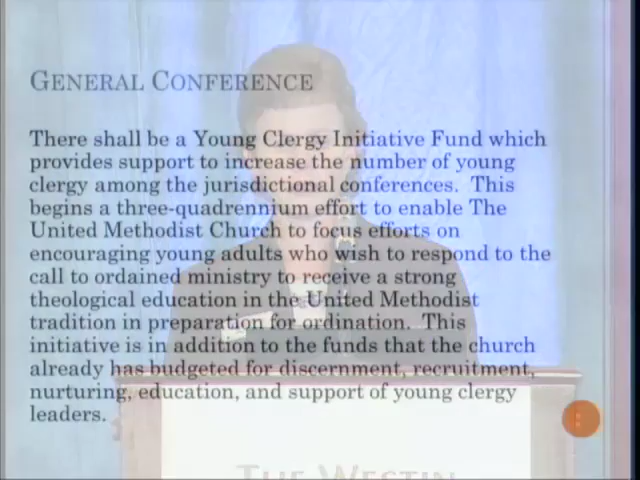 GENERAL CONFERENCE
There shall be a Young Clergy Initiative Fund which
provides support to increase the number of young
clergy among the jurisdictional conferences. This
begins a three-quadrennium effort to enable The
United Methodist Church to focus efforts on
encouraging young adults who wish to respond to the
call to ordained ministry to receive a strong
theological education in the United Methodist
tradition in preparation for ordination. This
initiative is in addition to the funds that the church
already has budgeted for discernment, recruitment,
nurturing, education, and support of young clergy
leaders.
THE WESTIN